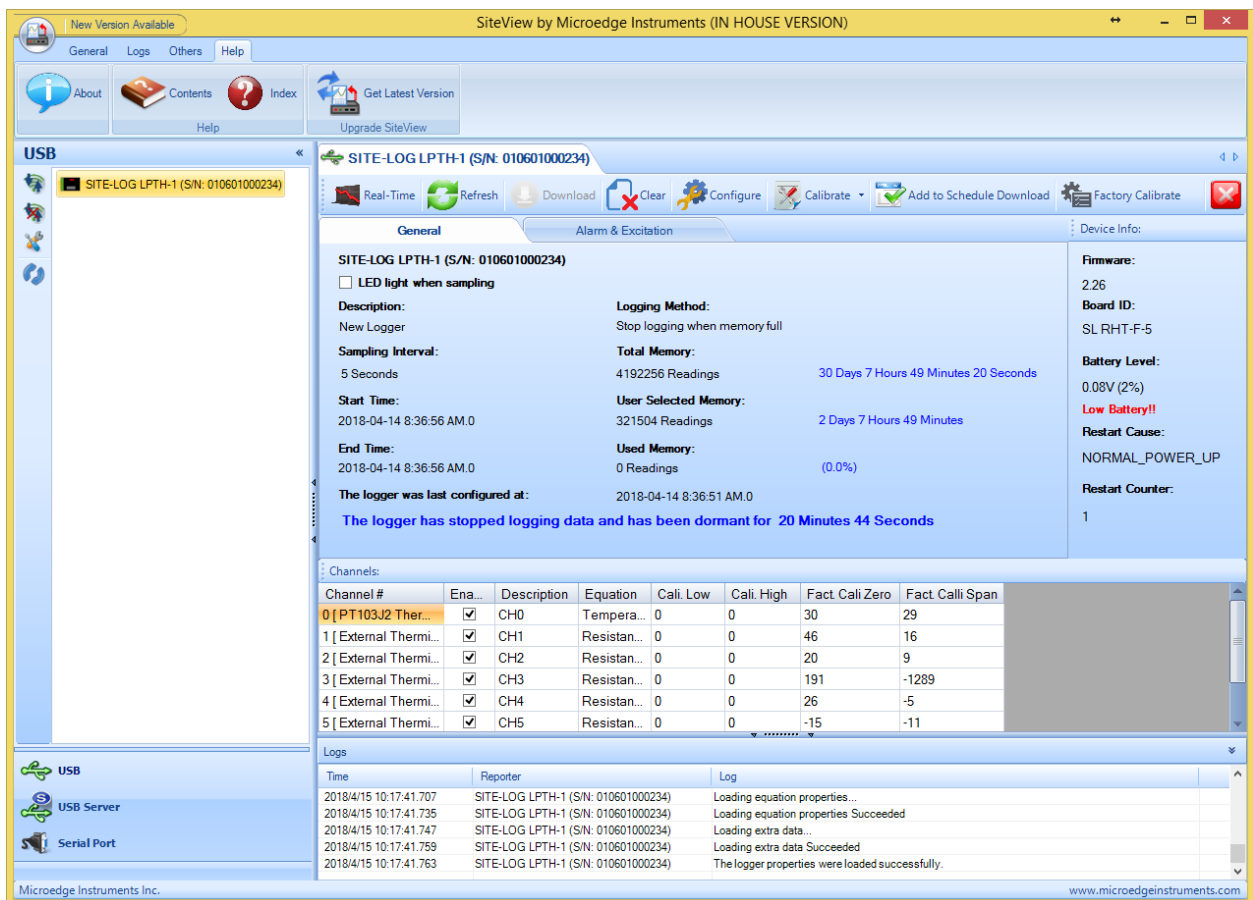 New Version Available
SiteView by Microedge Instruments (IN HOUSE VERSION)
General Logs Others Help
About Contents Index Get Latest Version
Help Upgrade SiteView
USB
SITE-LOG LPTH-1 (S/N: 010601000234)
SITE-LOG LPTH-1 (S/N: 010601000234)
Real-Time Refresh Download Clear Configure Calibrate Add to Schedule Download Factory Calibrate
General Alarm & Excitation
SITE-LOG LPTH-1 (S/N: 010601000234)
LED light when sampling
Description: Logging Method:
New Logger Stop logging when memory full
Sampling Interval: Total Memory:
5 Seconds 4192256 Readings 30 Days 7 Hours 49 Minutes 20 Seconds
Start Time: User Selected Memory:
2018-04-14 8:36:56 AM.0 321504 Readings 2 Days 7 Hours 49 Minutes
End Time: Used Memory:
2018-04-14 8:36:56 AM.0 0 Readings (0.0%)
The logger was last configured at: 2018-04-14 8:36:51 AM.0
The logger has stopped logging data and has been dormant for 20 Minutes 44 Seconds
Device Info:
Firmware:
2.26
Board ID:
SL RHT-F-5
Battery Level:
0.08V (2%)
Low Battery!!
Restart Cause:
NORMAL_POWER_UP
Restart Counter:
1
Channels:
Channel # Ena... Description Equation Cali. Low Cali. High Fact. Cali Zero Fact. Calli Span
0 [ PT103J2 Ther... CH0 Tempera... 0 0 30 29
1 [ External Thermi... CH1 Resistan... 0 0 46 16
2 [ External Thermi... CH2 Resistan... 0 0 20 9
3 [ External Thermi... CH3 Resistan... 0 0 191 -1289
4 [ External Thermi... CH4 Resistan... 0 0 26 -5
5 [ External Thermi... CH5 Resistan... 0 0 -15 -11
USB
USB Server
Serial Port
Logs
Time Reporter Log
2018/4/15 10:17:41.707 SITE-LOG LPTH-1 (S/N: 010601000234) Loading equation properties...
2018/4/15 10:17:41.735 SITE-LOG LPTH-1 (S/N: 010601000234) Loading equation properties Succeeded
2018/4/15 10:17:41.747 SITE-LOG LPTH-1 (S/N: 010601000234) Loading extra data...
2018/4/15 10:17:41.759 SITE-LOG LPTH-1 (S/N: 010601000234) Loading extra data Succeeded
2018/4/15 10:17:41.763 SITE-LOG LPTH-1 (S/N: 010601000234) The logger properties were loaded successfully.
Microedge Instruments Inc. www.microedgeinstruments.com